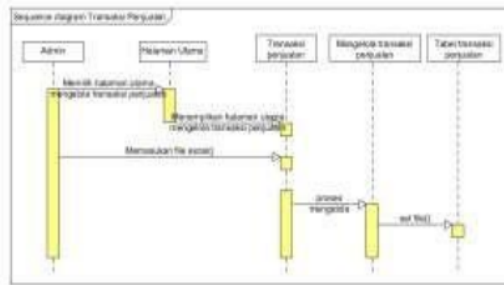 Sequence diagram Transaksi Penjualan
Admin
Halaman Utama
Transaksi
penjualan
Mengelola transaksi
penjualan
Tabel transaksi
penjualan
Memilih halaman utama
mengelola transaksi penjualan
Menampilkan halaman utama
mengelola transaksi penjualan
Memasukan file excel()
proses
mengelola
set file()